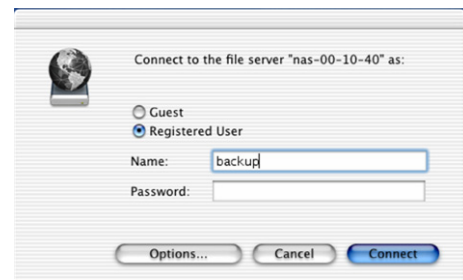 Connect to the file server "nas-00-10-40" as:
Guest
Registered User
Name: backup
Password:
Options... Cancel Connect